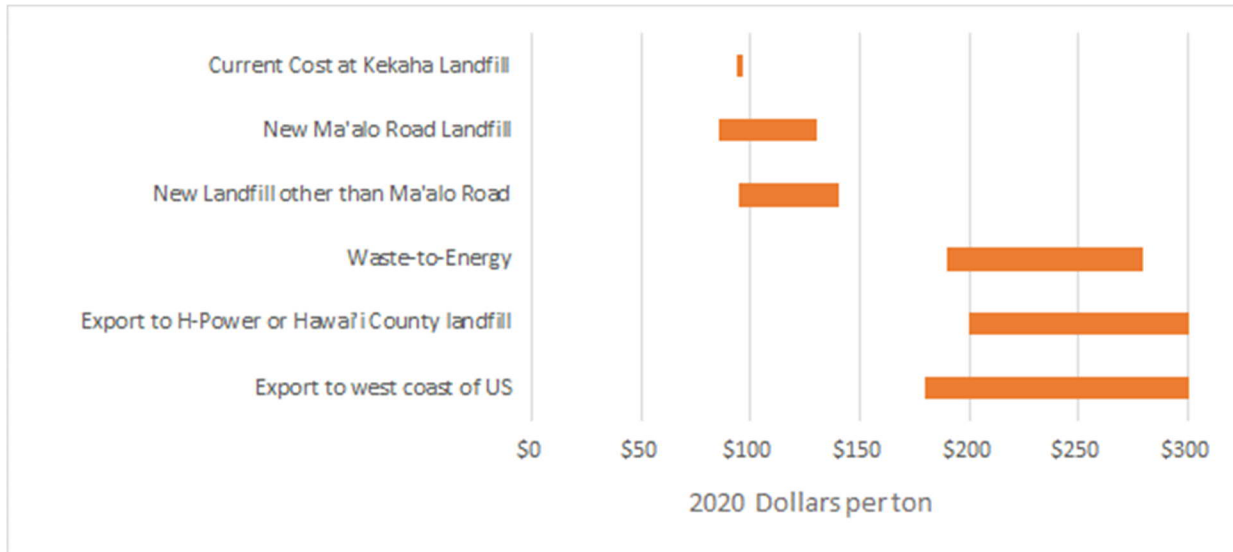 Current Cost at Kekaha Landfill
New Ma'alo Road Landfill
New Landfill other than Ma'alo Road
Waste-to-Energy
Export to H-Power or Hawai'i County landfill
Export to west coast of US
$0 $50 $100 $150 $200 $250 $300
2020 Dollars per ton